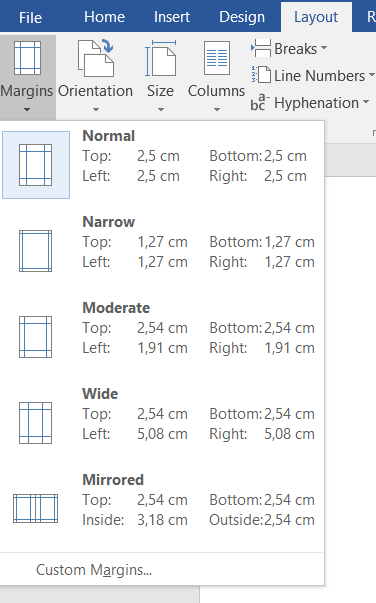 File Home Insert Design Layout R
Margins Orientation Size Columns
Breaks
Line Numbers
Hyphenation
Normal
Top: 2,5 cm Bottom: 2,5 cm
Left: 2,5 cm Right: 2,5 cm
Narrow
Top: 1,27 cm Bottom: 1,27 cm
Left: 1,27 cm Right: 1,27 cm
Moderate
Top: 2,54 cm Bottom: 2,54 cm
Left: 1,91 cm Right: 1,91 cm
Wide
Top: 2,54 cm Bottom: 2,54 cm
Left: 5,08 cm Right: 5,08 cm
Mirrored
Top: 2,54 cm Bottom: 2,54 cm
Inside: 3,18 cm Outside: 2,54 cm
Custom Margins...